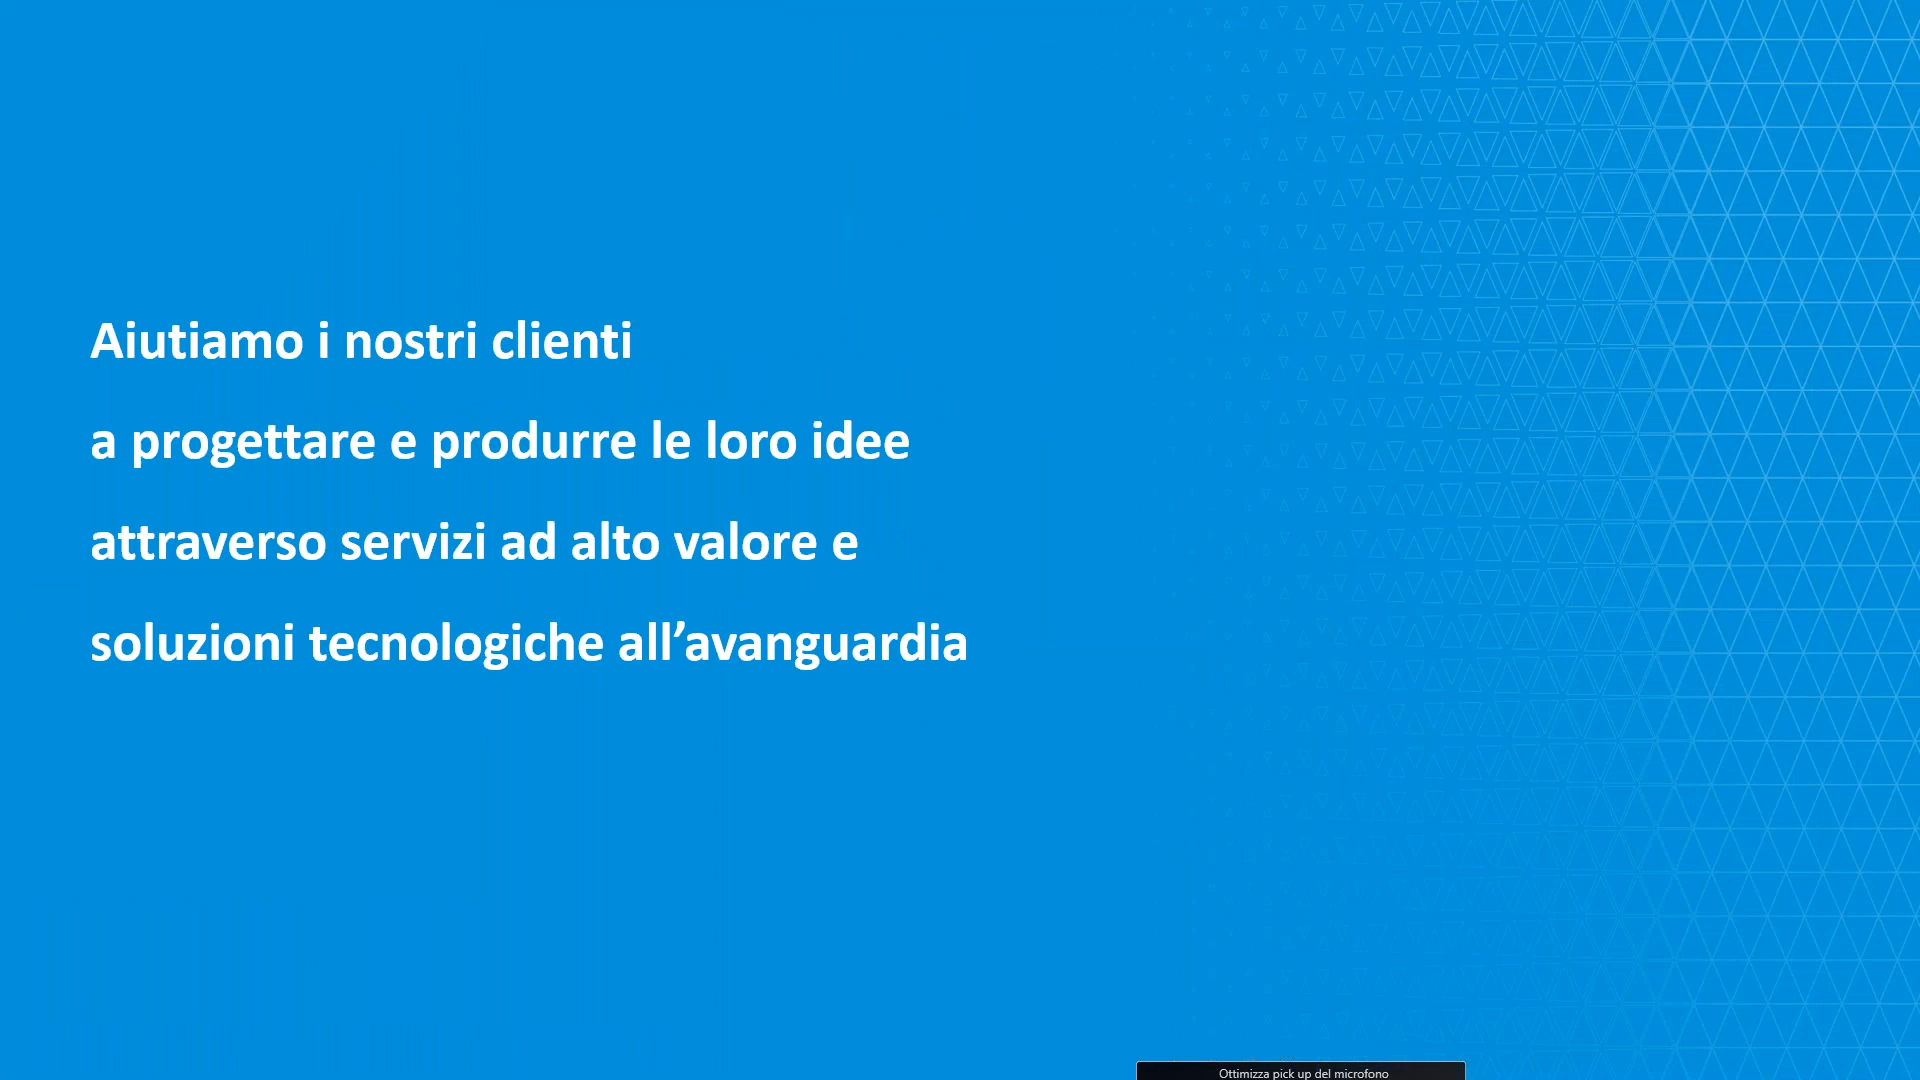 Aiutiamo i nostri clienti
a progettare e produrre le loro idee
attraverso servizi ad alto valore e
soluzioni tecnologiche all’avanguardia
Ottimizza pick up del microfono